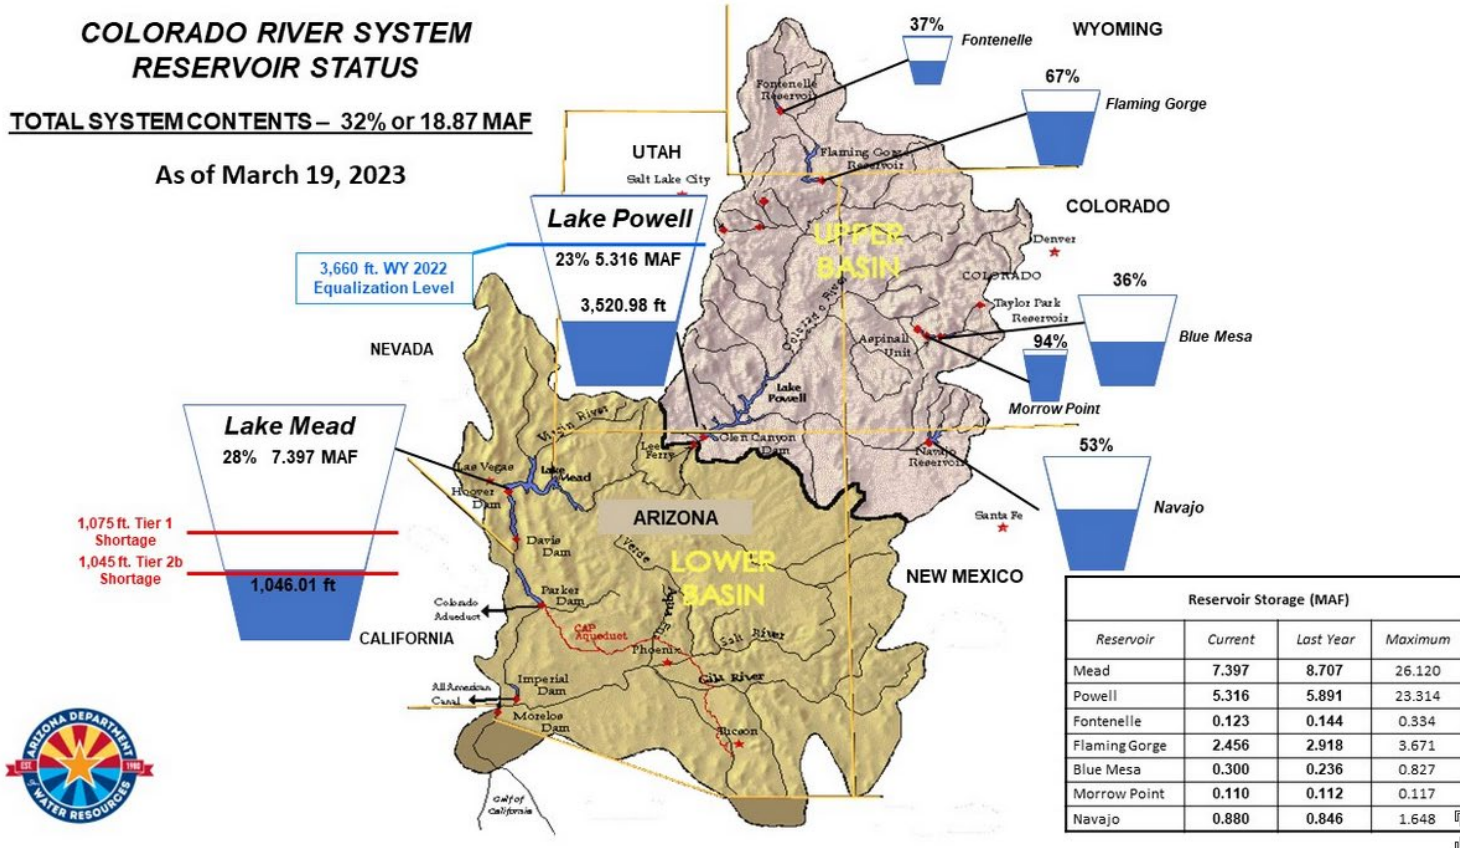 COLORADO RIVER SYSTEM
RESERVOIR STATUS
TOTAL SYSTEM CONTENTS – 32% or 18.87 MAF
As of March 19, 2023
37%
Fontenelle
WYOMING
67%
Flaming Gorge
Fontenelle
Reservoir
Flaming Gorge
Reservoir
UTAH
Salt Lake City
COLORADO
Denver
UPPER
BASIN
COLORADO
Taylor Park
Reservoir
Aspinall
Unit
36%
Blue Mesa
94%
Morrow Point
Colorado River
Lake Powell
23% 5.316 MAF
3,520.98 ft
3,660 ft. WY 2022
Equalization Level
NEVADA
Lake
Powell
Glen Canyon
Dam
Lees
Ferry
Navajo
Reservoir
53%
Navajo
Santa Fe
NEW MEXICO
Lake Mead
28% 7.397 MAF
1,075 ft. Tier 1
Shortage
1,045 ft. Tier 2b
Shortage
1,046.01 ft
CALIFORNIA
Virgin River
Las Vegas
Lake
Mead
Hoover
Dam
Davis
Dam
Parker
Dam
ARIZONA
LOWER
BASIN
Verde
Agua Fria
Salt River
Gila River
Colorado
Aqueduct
CAP
Aqueduct
Phoenix
Imperial
Dam
All American
Canal
Morelos
Dam
Tucson
Gulf of
California
ARIZONA DEPARTMENT
of
WATER RESOURCES
EST. 1980
Reservoir Storage (MAF)
Reservoir Current Last Year Maximum
Mead 7.397 8.707 26.120
Powell 5.316 5.891 23.314
Fontenelle 0.123 0.144 0.334
Flaming Gorge 2.456 2.918 3.671
Blue Mesa 0.300 0.236 0.827
Morrow Point 0.110 0.112 0.117
Navajo 0.880 0.846 1.648